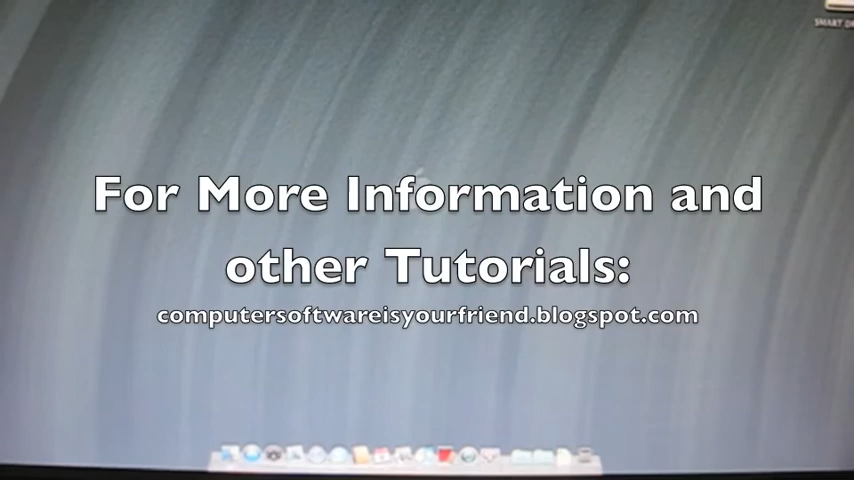 For More Information and
other Tutorials:
computersoftwareisyourfriend.blogspot.com